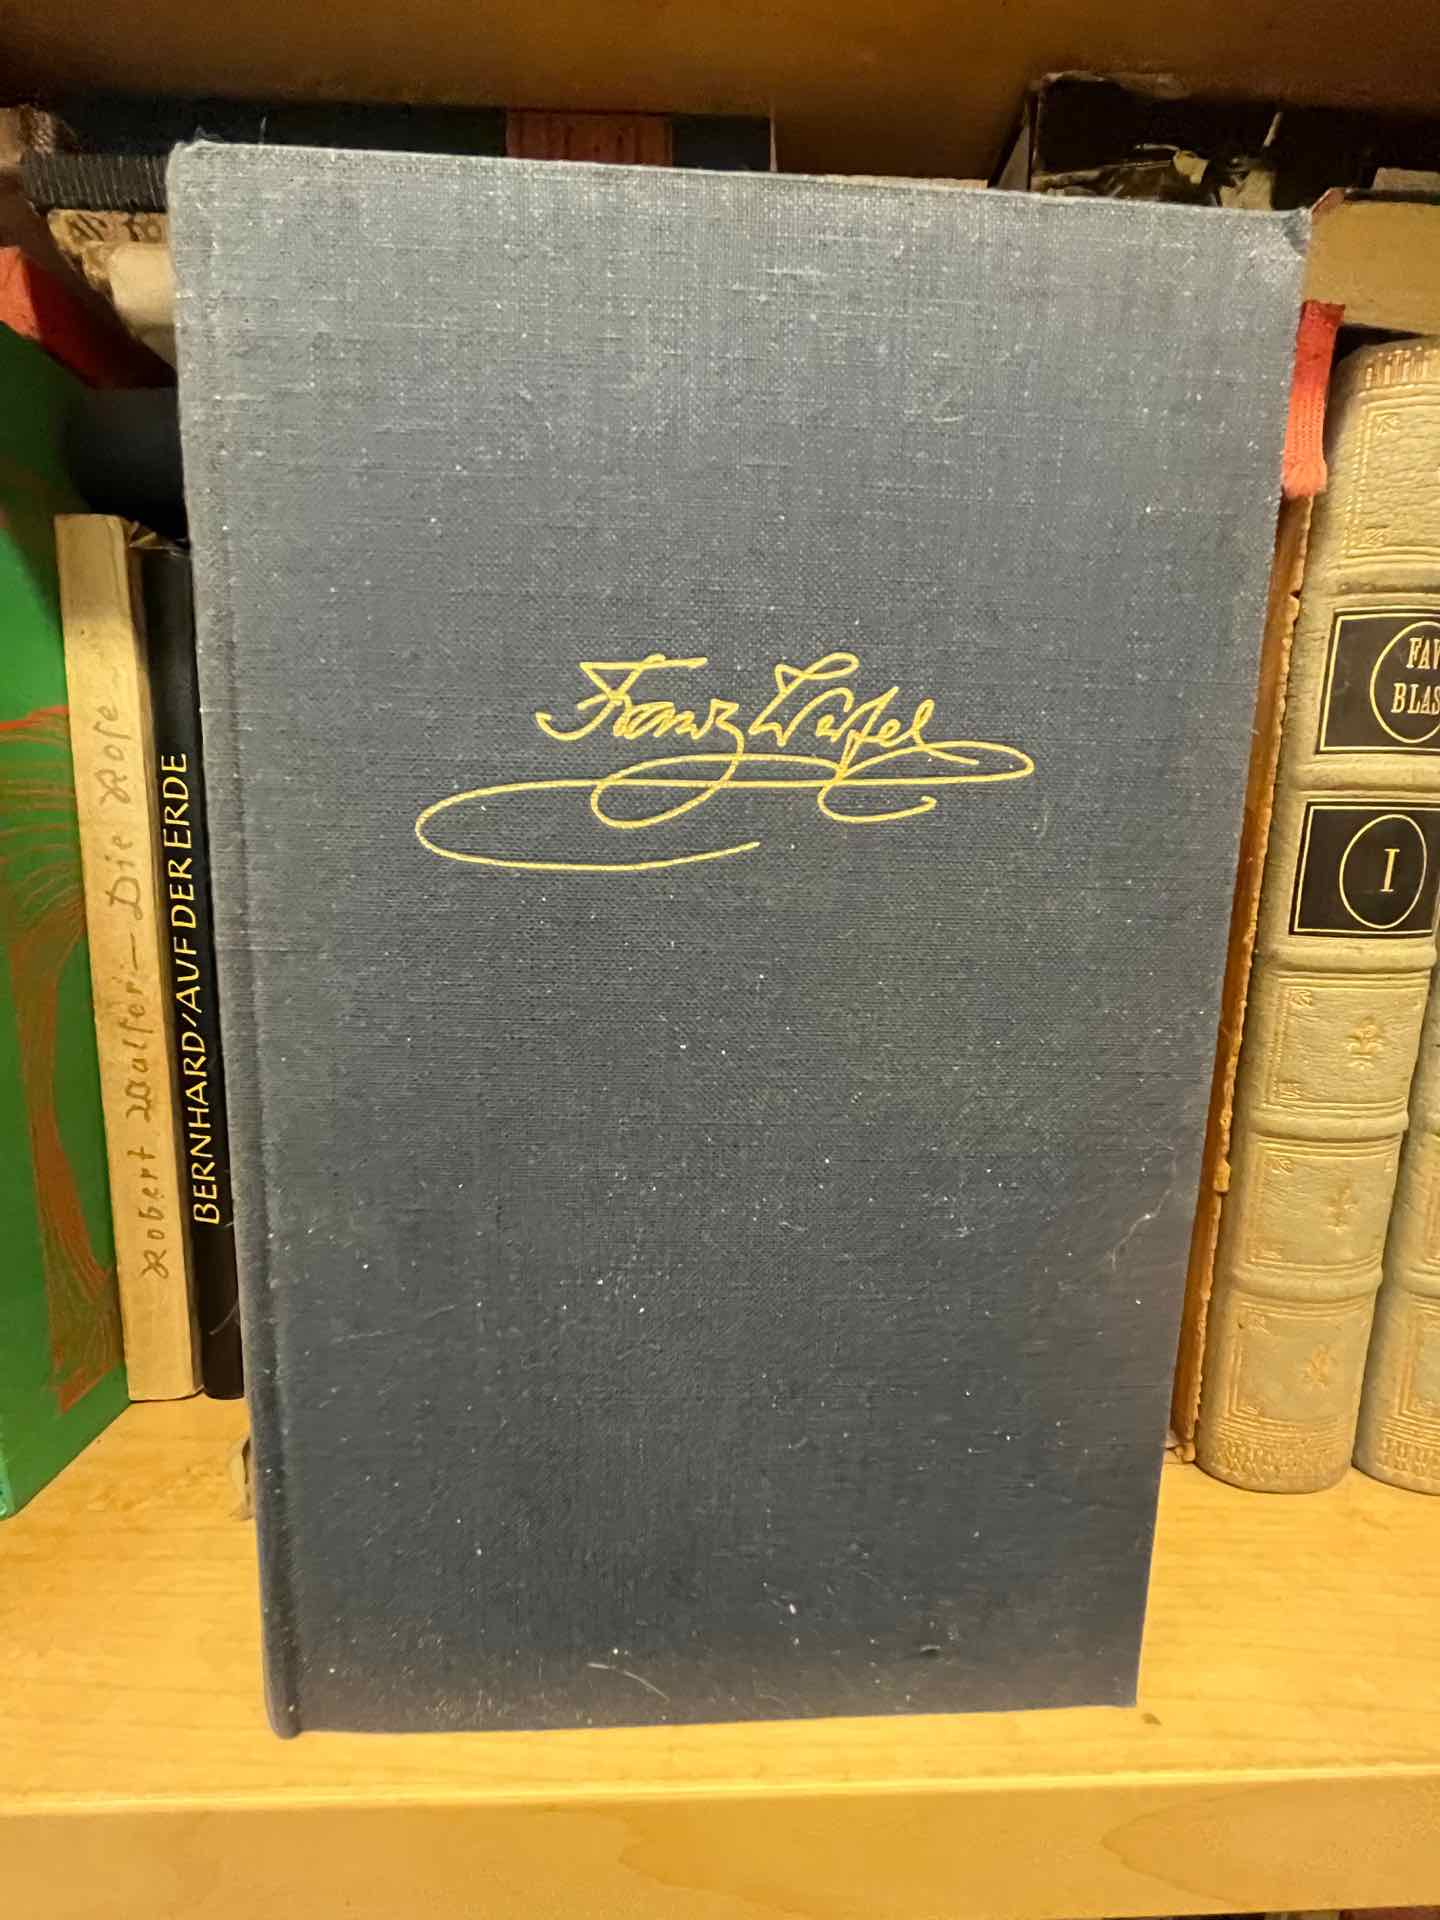 Robert Walser — Die Rose
BERNHARD/AUF DER ERDE
Franz Werfel
FAV
BLAS
I